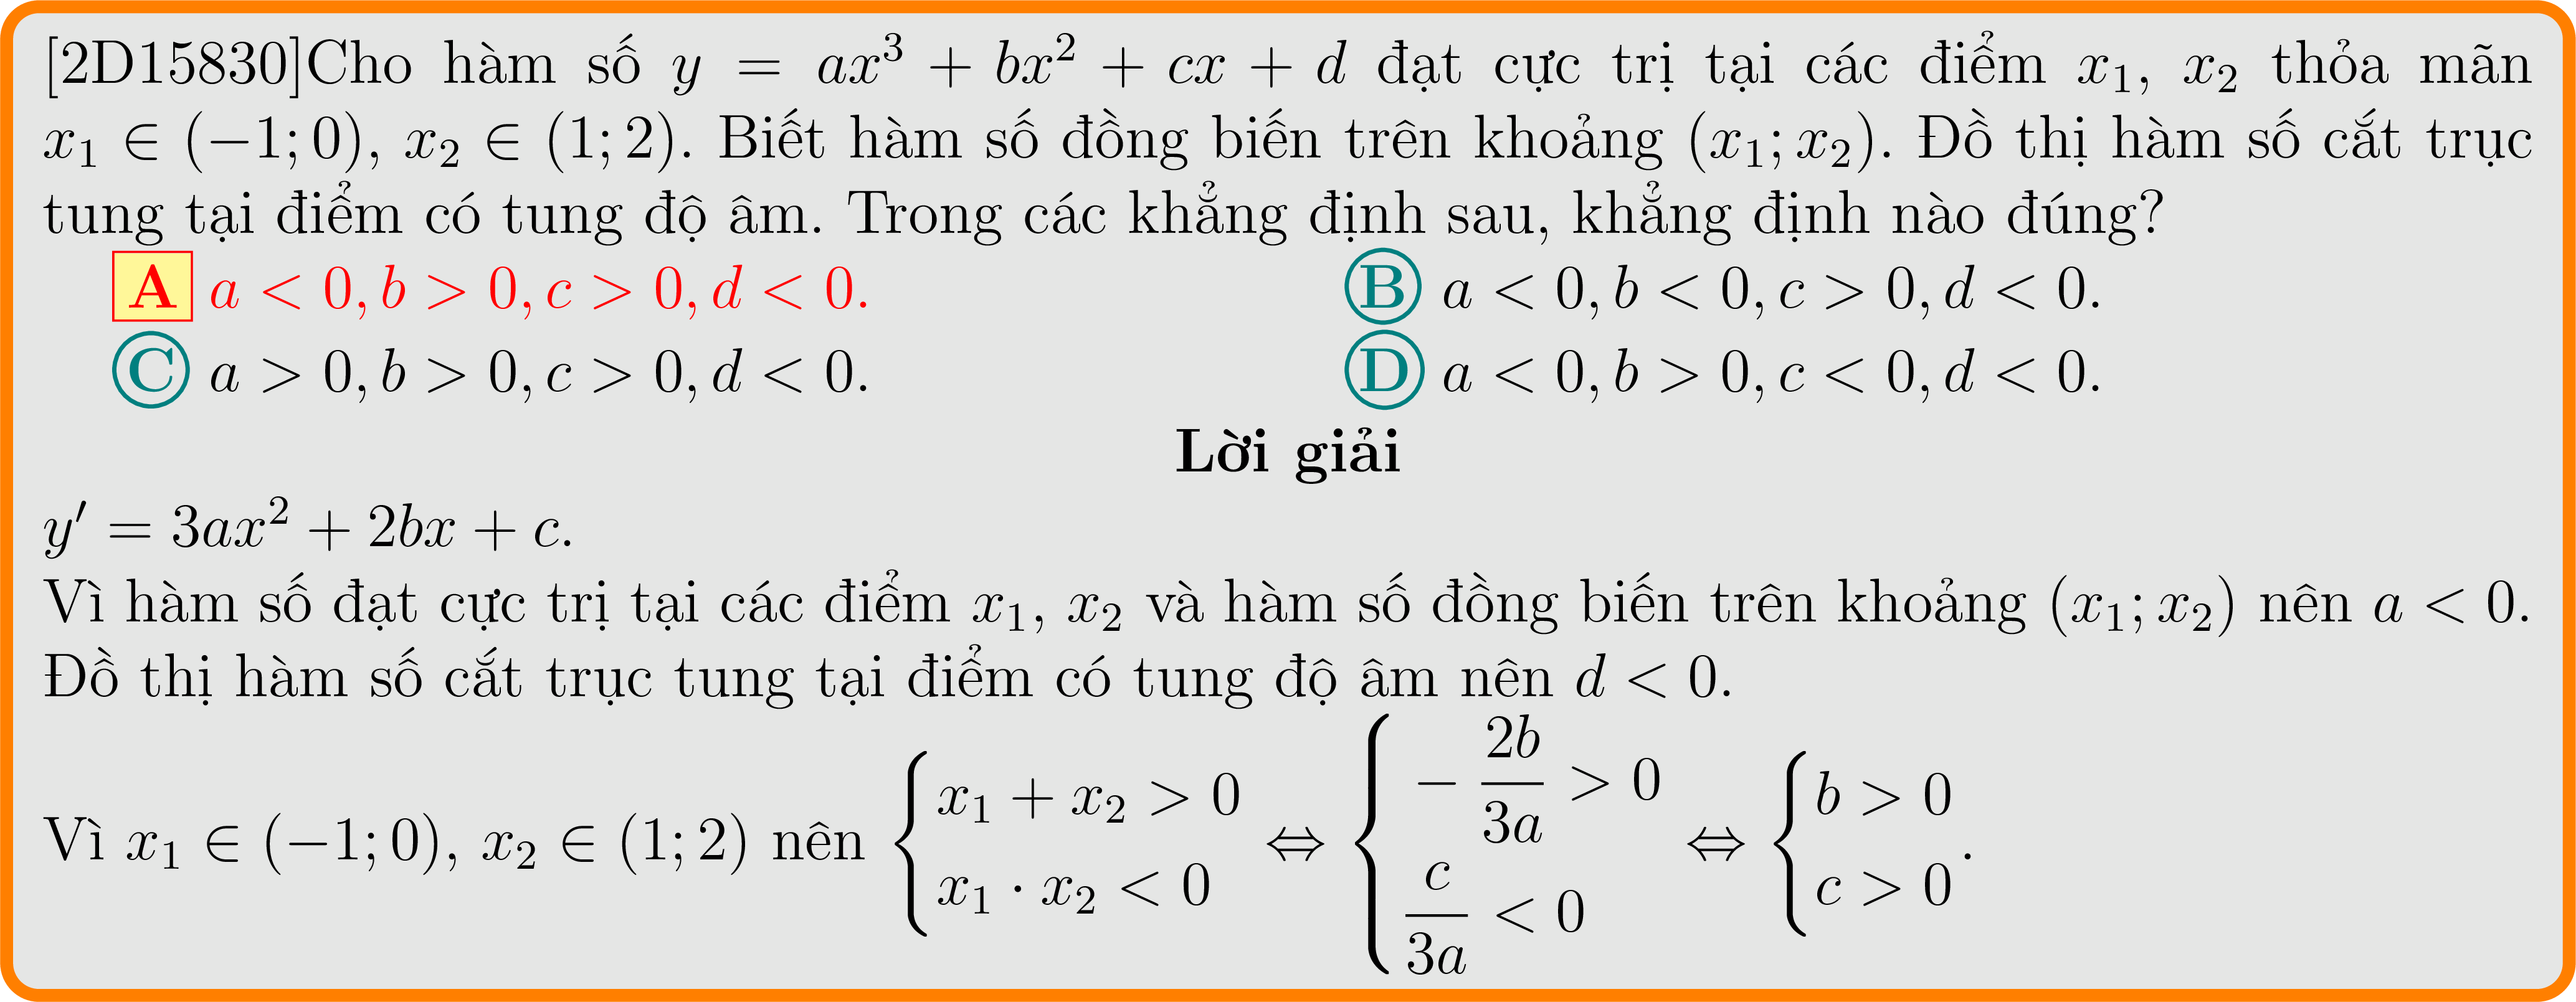 [2D15830]Cho hàm số $y = ax^3 + bx^2 + cx + d$ đạt cực trị tại các điểm $x_1$, $x_2$ thỏa mãn
$x_1 \in (-1; 0)$, $x_2 \in (1; 2)$. Biết hàm số đồng biến trên khoảng $(x_1; x_2)$. Đồ thị hàm số cắt trục
tung tại điểm có tung độ âm. Trong các khẳng định sau, khẳng định nào đúng?
A $a < 0, b > 0, c > 0, d < 0.$ B $a < 0, b < 0, c > 0, d < 0.$
C $a > 0, b > 0, c > 0, d < 0.$ D $a < 0, b > 0, c < 0, d < 0.$
Lời giải
$y' = 3ax^2 + 2bx + c.$
Vì hàm số đạt cực trị tại các điểm $x_1$, $x_2$ và hàm số đồng biến trên khoảng $(x_1; x_2)$ nên $a < 0$.
Đồ thị hàm số cắt trục tung tại điểm có tung độ âm nên $d < 0$.
Vì $x_1 \in (-1; 0)$, $x_2 \in (1; 2)$ nên $\begin{cases} x_1 + x_2 > 0 \\ x_1 \cdot x_2 < 0 \end{cases} \Leftrightarrow \begin{cases} -\dfrac{2b}{3a} > 0 \\ \dfrac{c}{3a} < 0 \end{cases} \Leftrightarrow \begin{cases} b > 0 \\ c > 0 \end{cases}.$